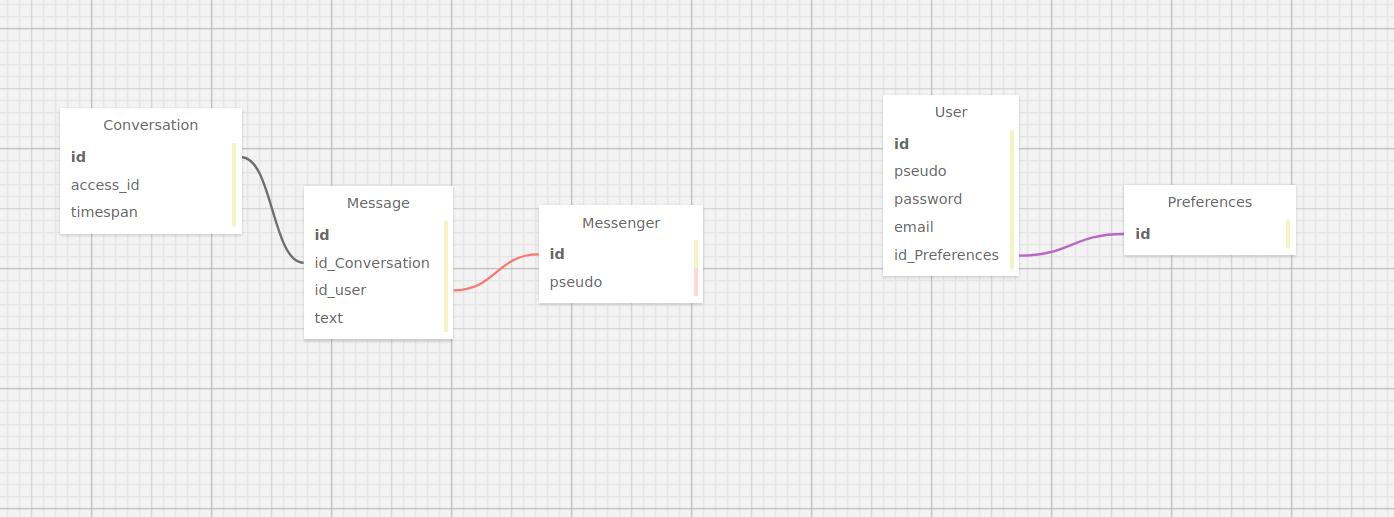 Conversation
id
access_id
timespan
Message
id
id_Conversation
id_user
text
Messenger
id
pseudo
User
id
pseudo
password
email
id_Preferences
Preferences
id